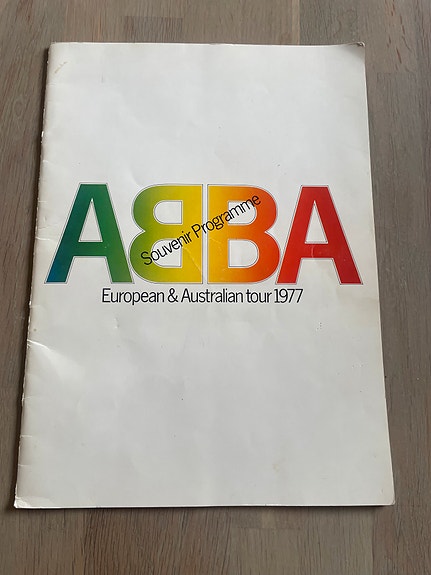 ABBA
Souvenir Programme
European & Australian tour 1977